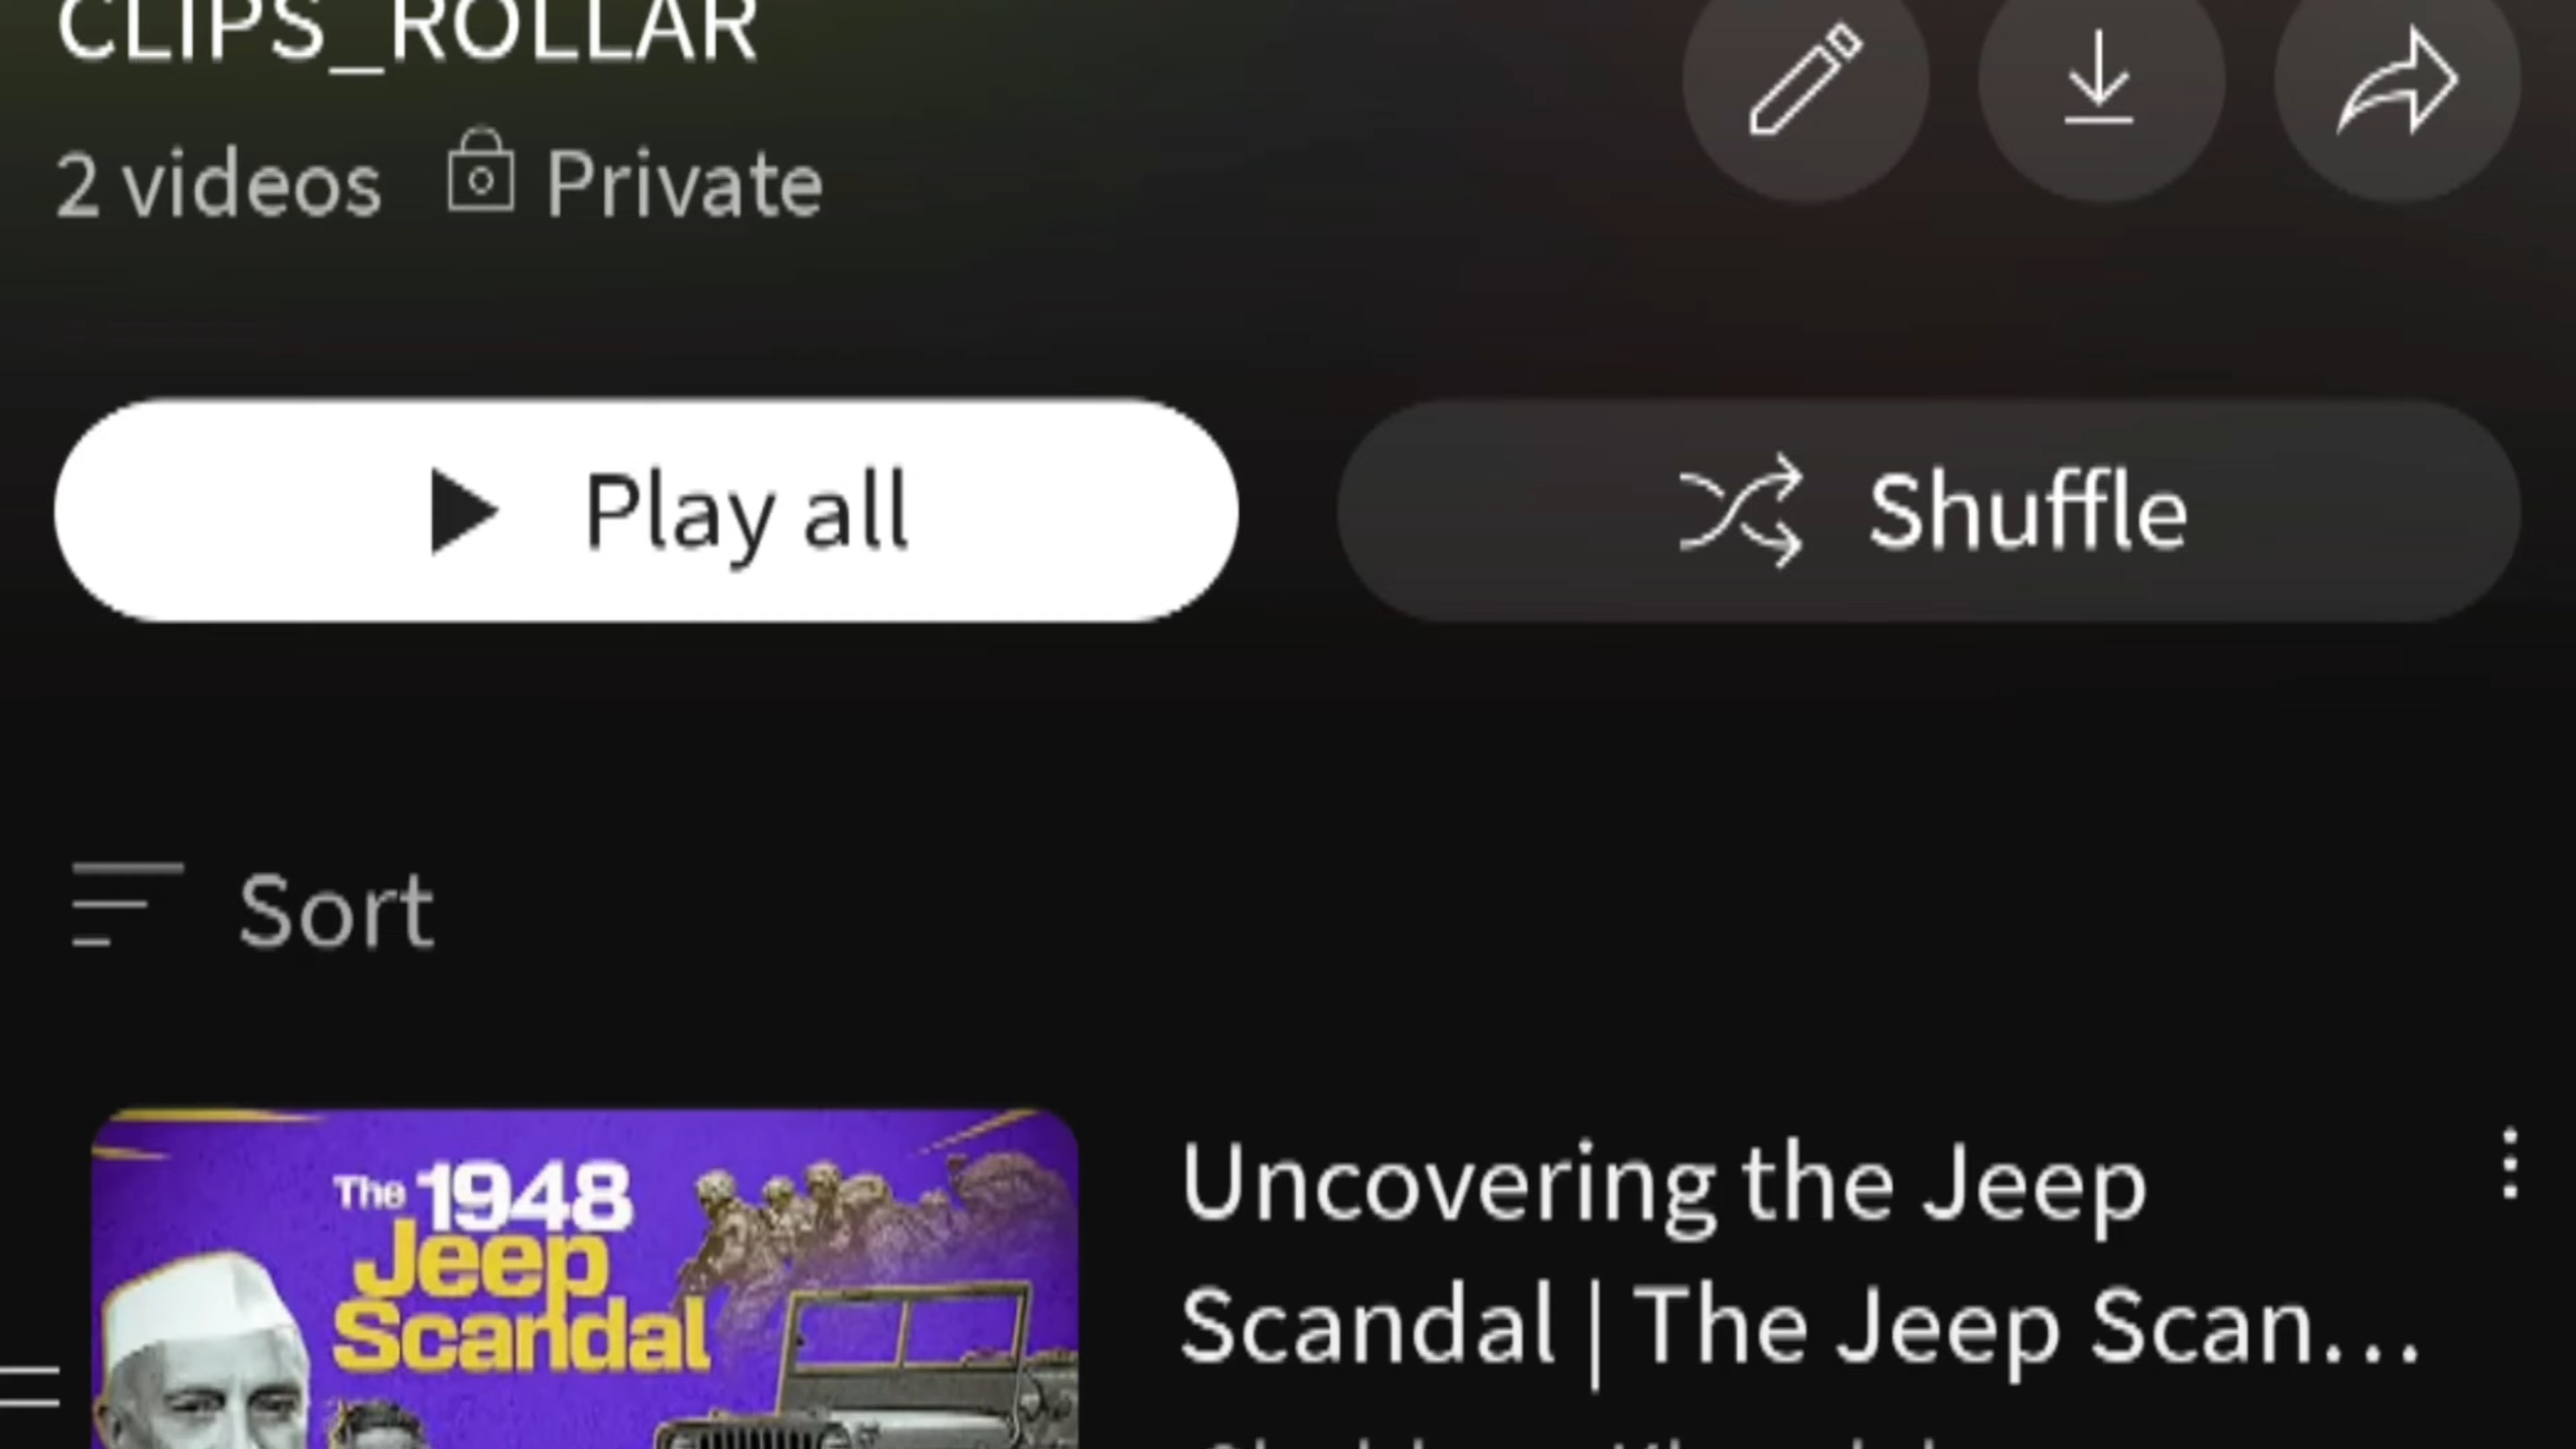 CLIPS_ROLLAR
2 videos Private
Play all
Shuffle
Sort
The 1948
Jeep
Scandal
Uncovering the Jeep
Scandal | The Jeep Scan...